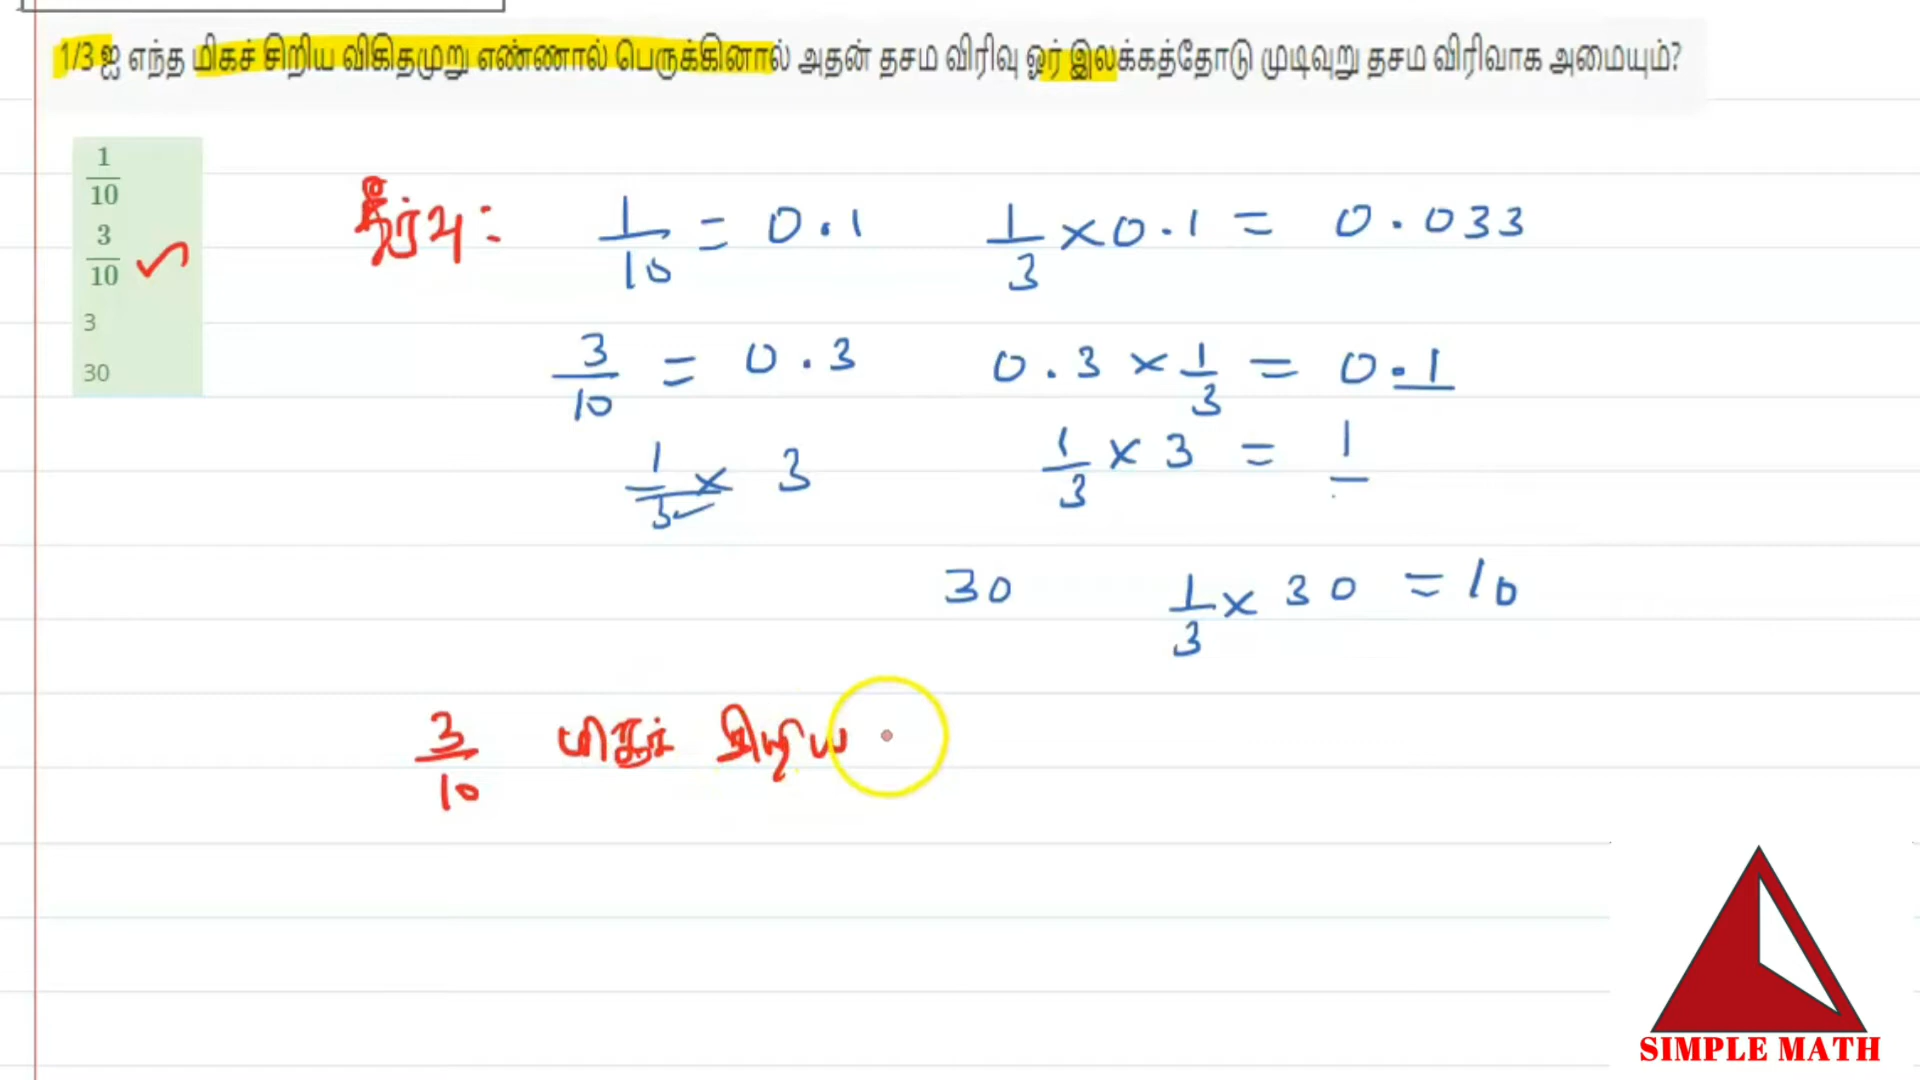 1/3 ஐ எந்த மிகச் சிறிய விகிதமுறு எண்ணால் பெருக்கினால் அதன் தசம விரிவு ஓர் இலக்கத்தோடு முடிவுறு தசம விரிவாக அமையும்?
1/10
3/10 ✓
3
30
தீர்வு :
1/10 = 0.1
1/3 × 0.1 = 0.033
3/10 = 0.3
0.3 × 1/3 = 0.1
1/3 × 3
1/3 × 3 = 1
30
1/3 × 30 = 10
3/10 மிகச் சிறிய
SIMPLE MATH